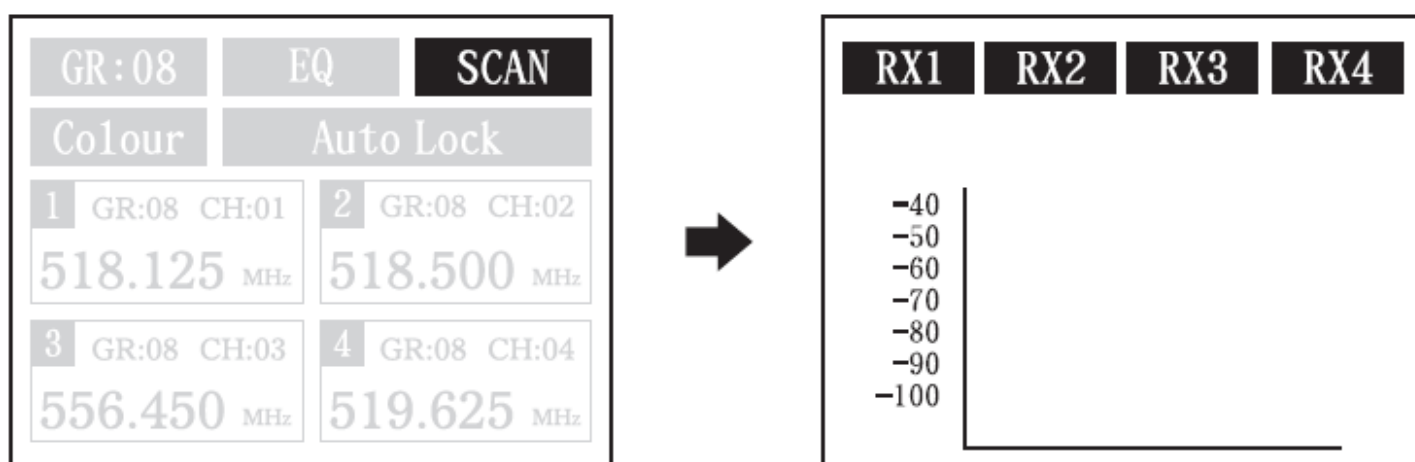 GR:08 EQ SCAN
Colour Auto Lock
1 GR:08 CH:01 2 GR:08 CH:02
518.125 MHz 518.500 MHz
3 GR:08 CH:03 4 GR:08 CH:04
556.450 MHz 519.625 MHz
RX1 RX2 RX3 RX4
-40
-50
-60
-70
-80
-90
-100